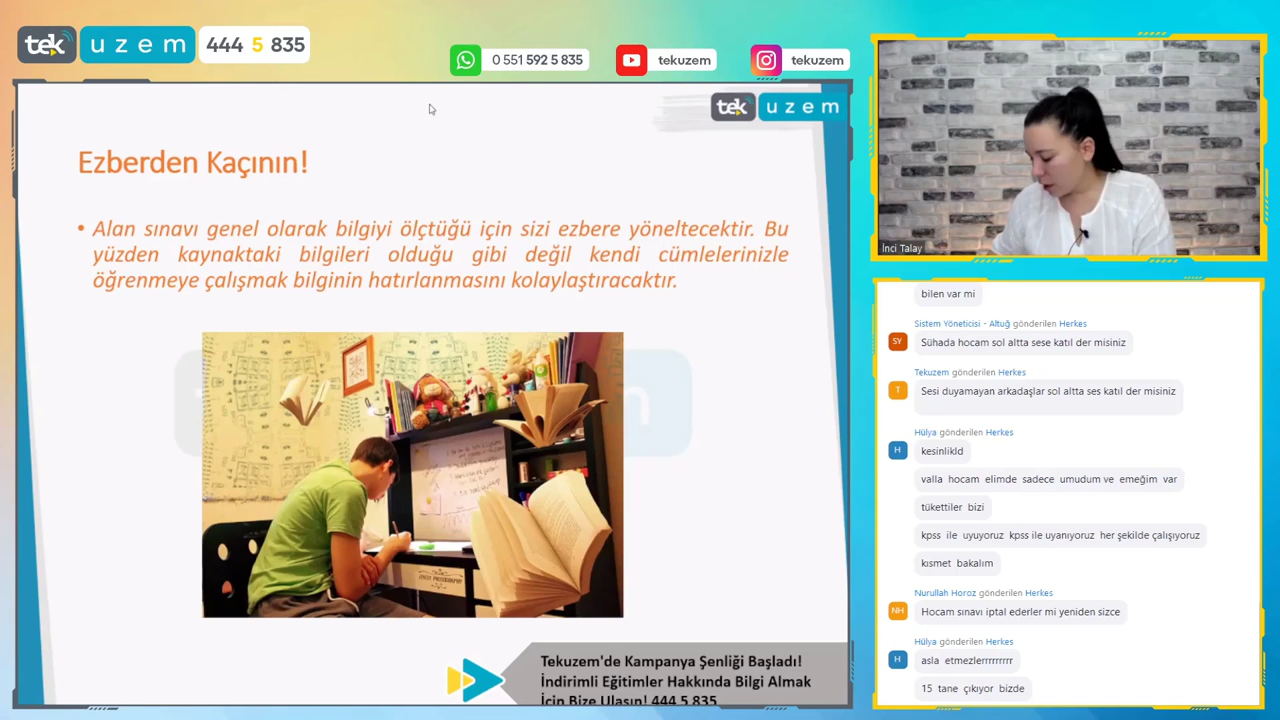 tek uzem 444 5 835
0 551 592 5 835 tekuzem tekuzem
tek uzem
Ezberden Kaçının!
• Alan sınavı genel olarak bilgiyi ölçtüğü için sizi ezbere yöneltecektir. Bu
yüzden kaynaktaki bilgileri olduğu gibi değil kendi cümlelerinizle
öğrenmeye çalışmak bilginin hatırlanmasını kolaylaştıracaktır.
Tekuzem'de Kampanya Şenliği Başladı!
İndirimli Eğitimler Hakkında Bilgi Almak
İçin Bize Ulaşın! 444 5 835
İnci Talay
bilen var mi
Sistem Yöneticisi - Altuğ gönderilen Herkes
SY
Sühada hocam sol altta sese katıl der misiniz
Tekuzem gönderilen Herkes
T
Sesi duyamayan arkadaşlar sol altta ses katıl der misiniz
Hülya gönderilen Herkes
H
kesinlikld
valla hocam elimde sadece umudum ve emeğim var
tükettiler bizi
kpss ile uyuyoruz kpss ile uyanıyoruz her şekilde çalışıyoruz
kısmet bakalım
Nurullah Horoz gönderilen Herkes
NH
Hocam sınavı iptal ederler mi yeniden sizce
Hülya gönderilen Herkes
H
asla etmezlerrrrrrrrr
15 tane çıkıyor bizde